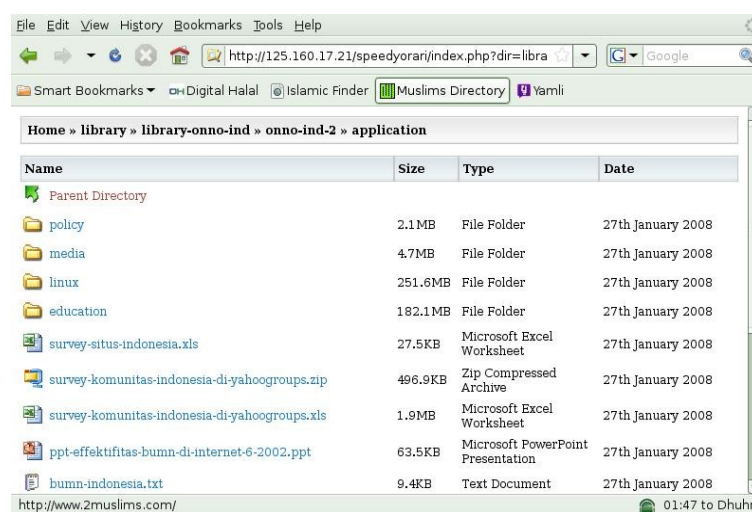 File Edit View History Bookmarks Tools Help
http://125.160.17.21/speedyorari/index.php?dir=libra G Google
Smart Bookmarks DH Digital Halal Islamic Finder Muslims Directory Yamli
Home » library » library-onno-ind » onno-ind-2 » application
Name Size Type Date
Parent Directory
policy 2.1MB File Folder 27th January 2008
media 4.7MB File Folder 27th January 2008
linux 251.6MB File Folder 27th January 2008
education 182.1MB File Folder 27th January 2008
survey-situs-indonesia.xls 27.5KB Microsoft Excel Worksheet 27th January 2008
survey-komunitas-indonesia-di-yahoogroups.zip 496.9KB Zip Compressed Archive 27th January 2008
survey-komunitas-indonesia-di-yahoogroups.xls 1.9MB Microsoft Excel Worksheet 27th January 2008
ppt-effektifitas-bumn-di-internet-6-2002.ppt 63.5KB Microsoft PowerPoint Presentation 27th January 2008
bumn-indonesia.txt 9.4KB Text Document 27th January 2008
http://www.2muslims.com/ 01:47 to Dhuhr